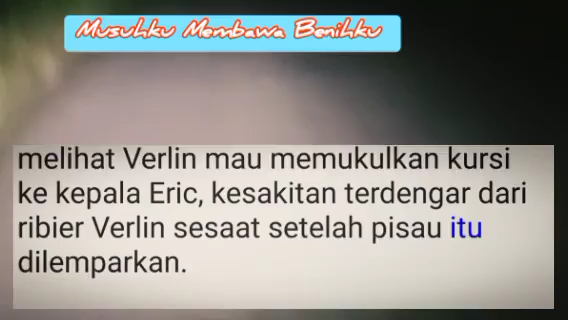 Musuhku Membawa Benihku
melihat Verlin mau memukulkan kursi
ke kepala Eric, kesakitan terdengar dari
ribier Verlin sesaat setelah pisau itu
dilemparkan.